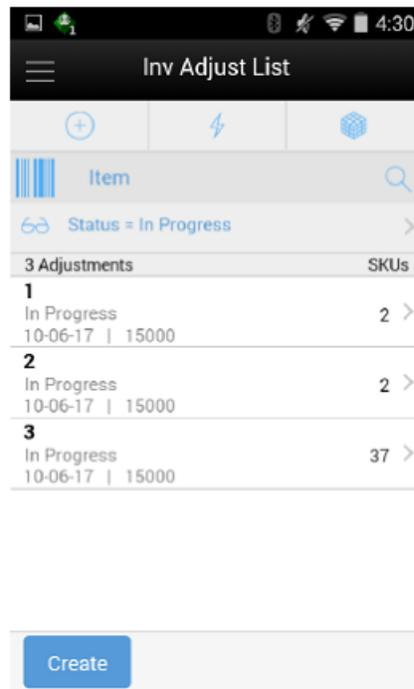 4:30
Inv Adjust List
Item
Status = In Progress
3 Adjustments SKUs
1
In Progress 2
10-06-17 | 15000
2
In Progress 2
10-06-17 | 15000
3
In Progress 37
10-06-17 | 15000
Create